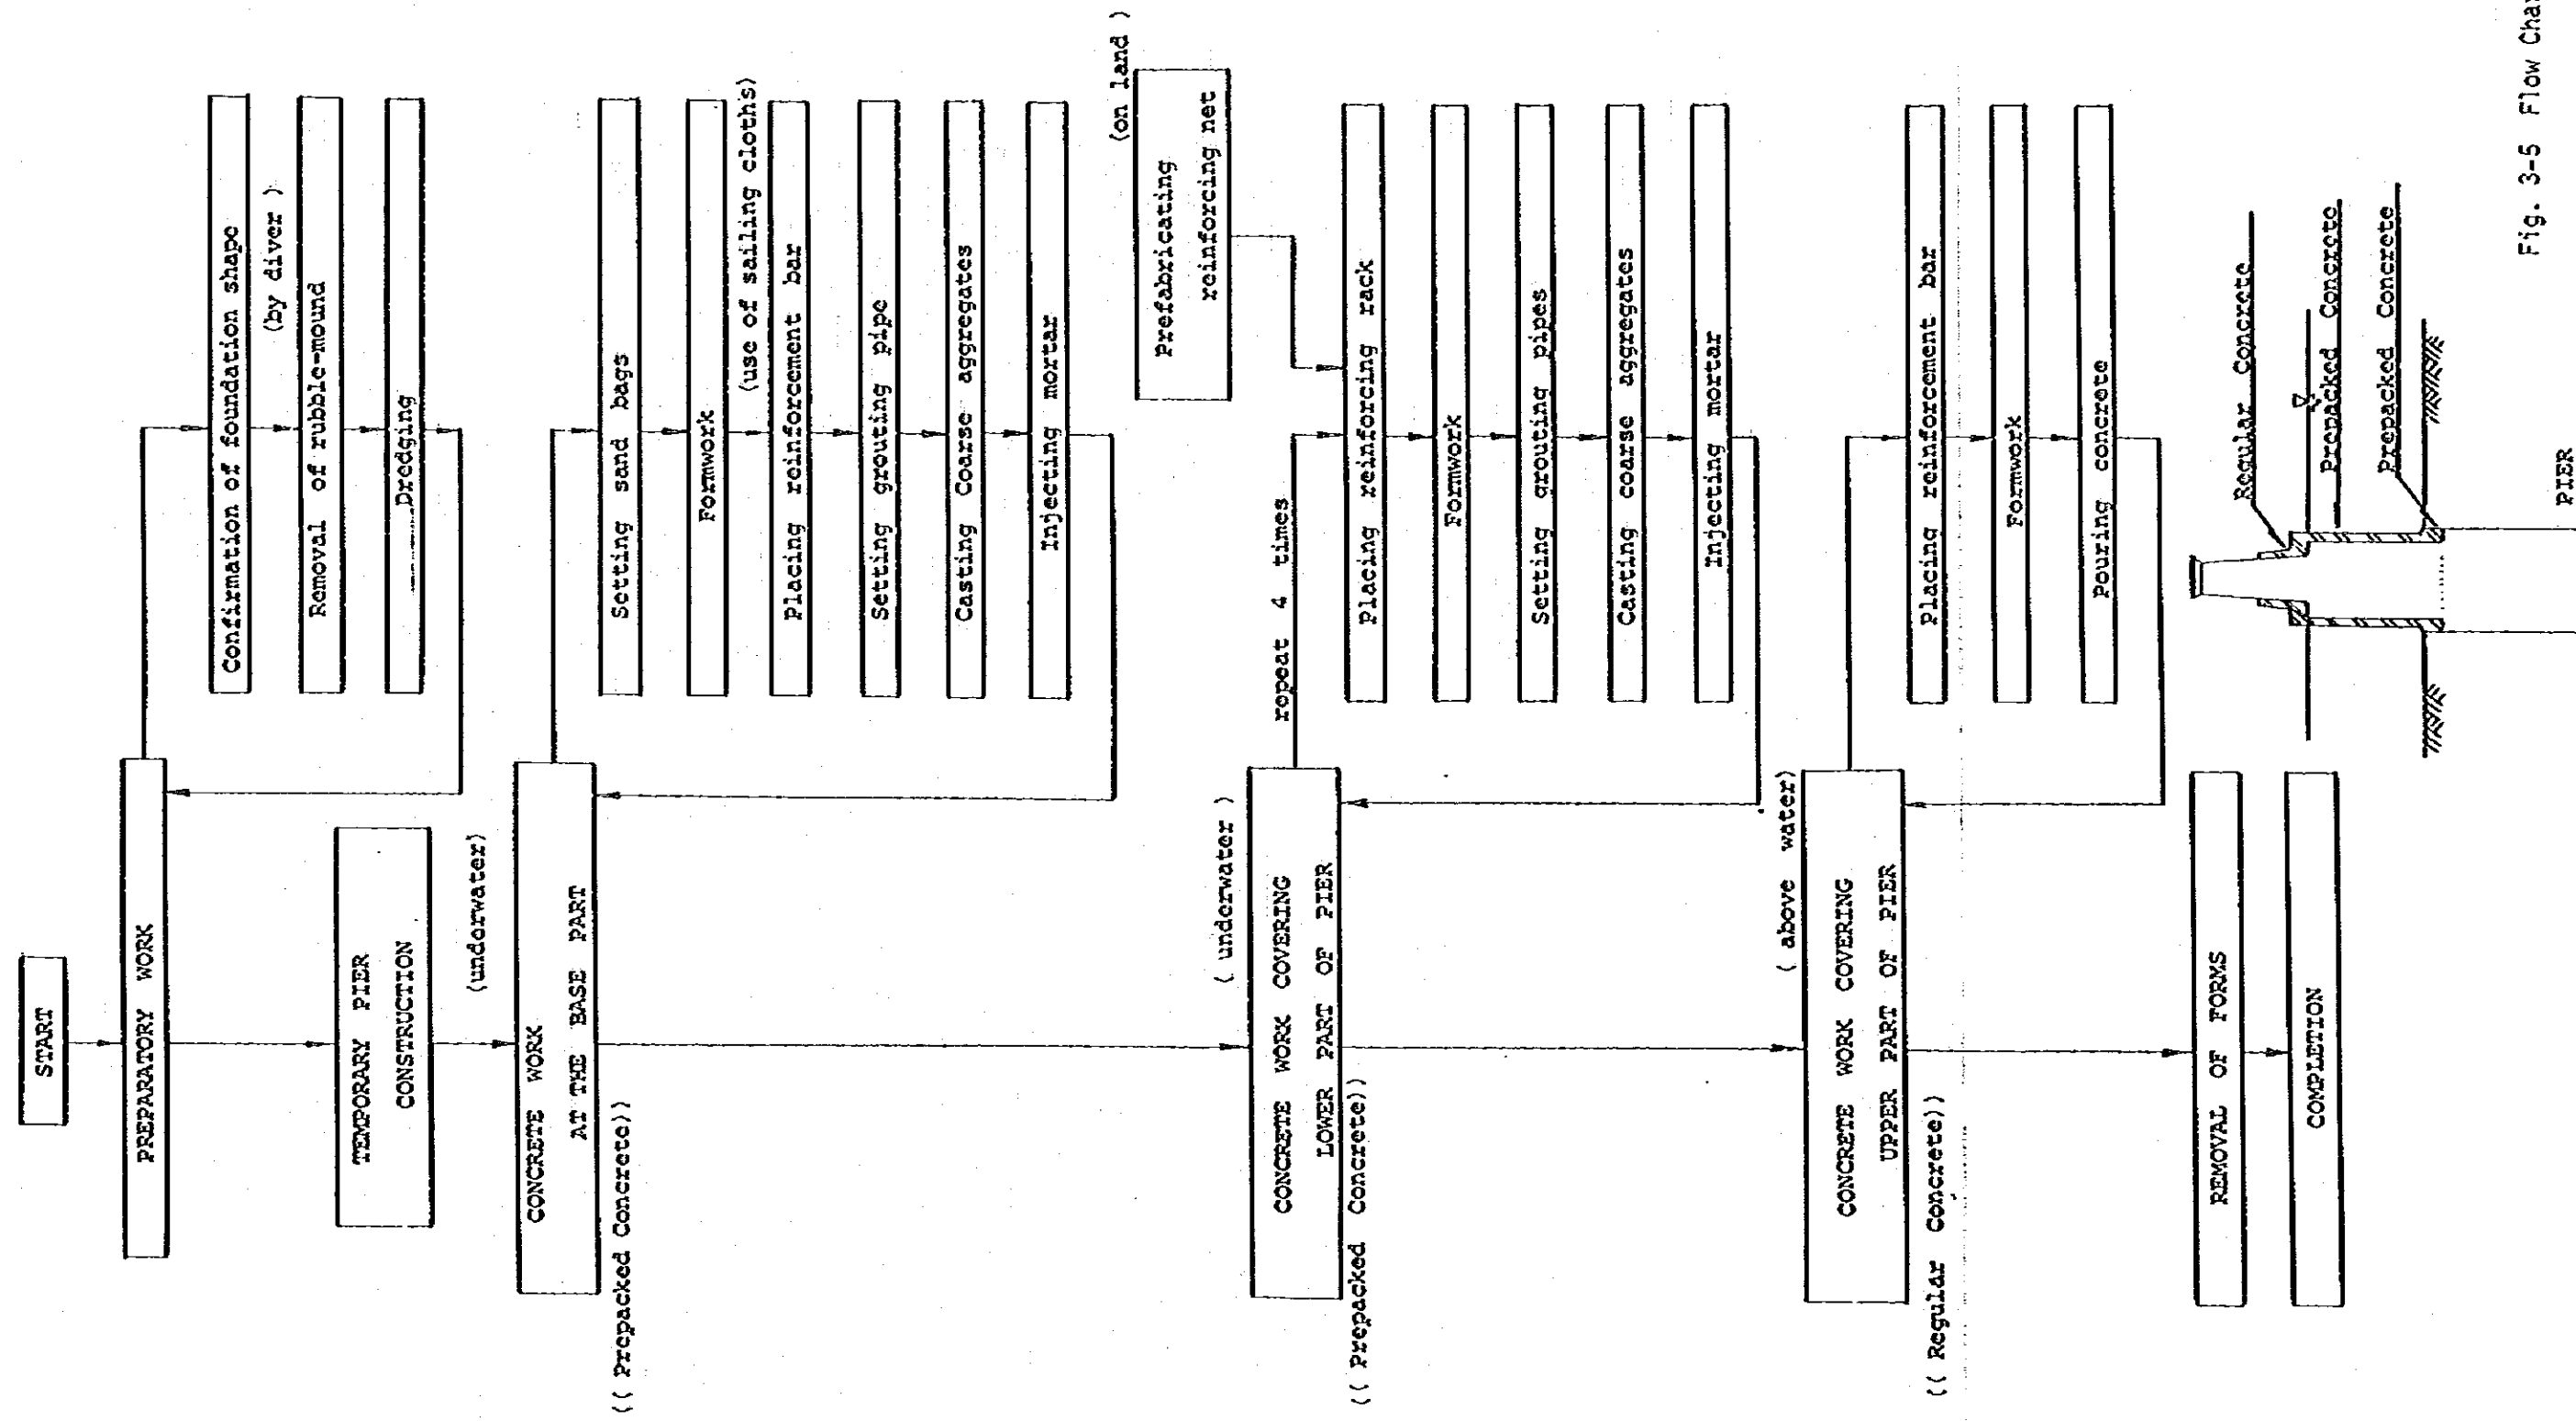 START
PREPARATORY WORK
Confirmation of foundation shape
(by diver )
Removal of rubble-mound
Dredging
TEMPORARY PIER
CONSTRUCTION
(underwater)
CONCRETE WORK
AT THE BASE PART
(( Prepacked Concrete))
Setting sand bags
Formwork
(use of sailing cloths)
Placing reinforcement bar
Setting grouting pipe
Casting Coarse aggregates
Injecting mortar
(on land )
Prefabricating
reinforcing net
( underwater )
CONCRETE WORK COVERING
LOWER PART OF PIER
(( Prepacked Concrete))
repeat 4 times
Placing reinforcing rack
Formwork
Setting grouting pipes
Casting coarse aggregates
Injecting mortar
( above water)
CONCRETE WORK COVERING
UPPER PART OF PIER
(( Regular Concrete))
Placing reinforcement bar
Formwork
Pouring concrete
REMOVAL OF FORMS
COMPLETION
Regular Concrete
Prepacked Concrete
Prepacked Concrete
PIER
Fig. 3-5 Flow